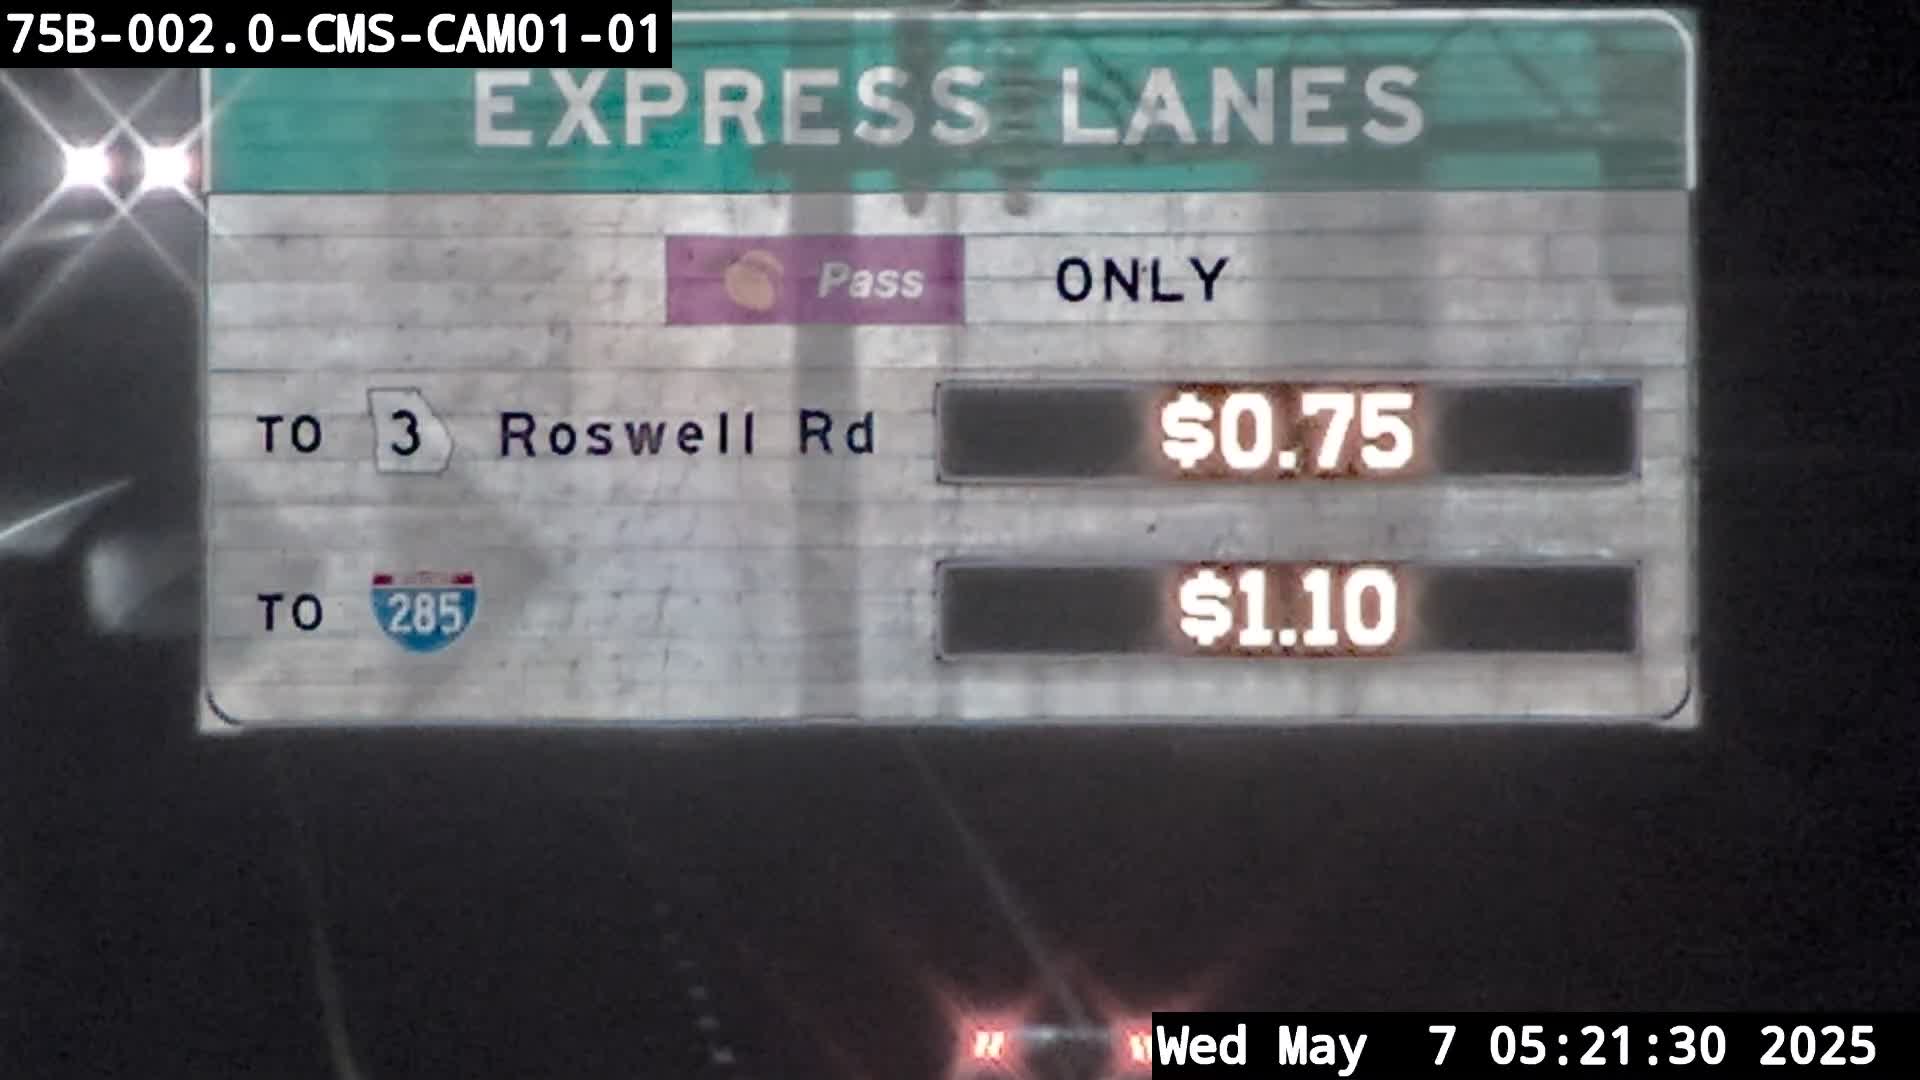 75B-002.0-CMS-CAM01-01
EXPRESS LANES
Pass ONLY
TO 3 Roswell Rd $0.75
TO 285 $1.10
Wed May 7 05:21:30 2025